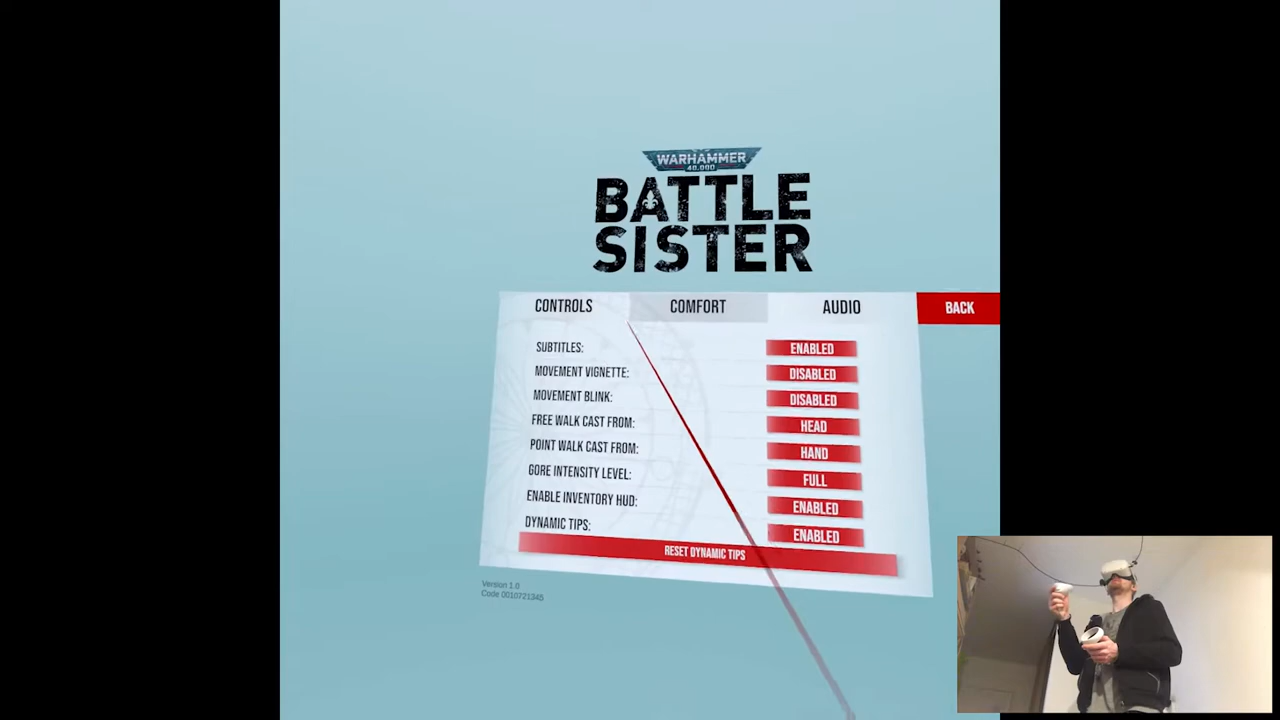 WARHAMMER
40,000
BATTLE
SISTER
CONTROLS COMFORT AUDIO BACK
SUBTITLES: ENABLED
MOVEMENT VIGNETTE: DISABLED
MOVEMENT BLINK: DISABLED
FREE WALK CAST FROM: HEAD
POINT WALK CAST FROM: HAND
GORE INTENSITY LEVEL: FULL
ENABLE INVENTORY HUD: ENABLED
DYNAMIC TIPS: ENABLED
RESET DYNAMIC TIPS
Version 1.0
Code 0010721345